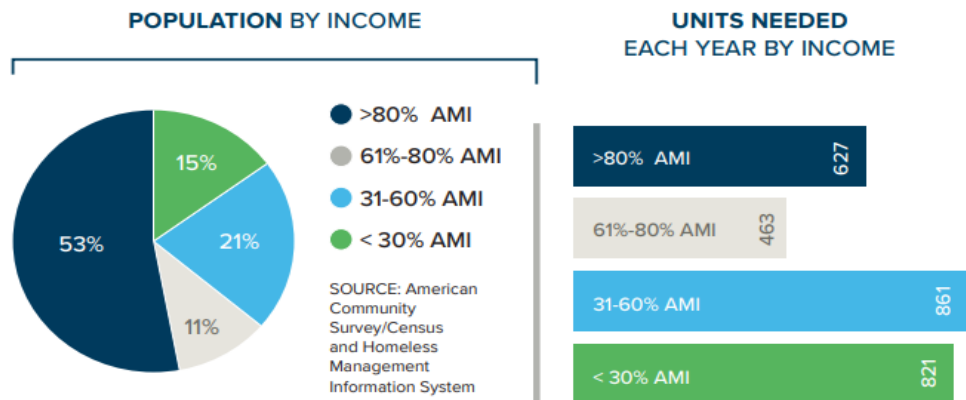 POPULATION BY INCOME
15%
53%
21%
11%
>80% AMI
61%-80% AMI
31-60% AMI
< 30% AMI
SOURCE: American
Community
Survey/Census
and Homeless
Management
Information System
UNITS NEEDED
EACH YEAR BY INCOME
>80% AMI 627
61%-80% AMI 463
31-60% AMI 861
< 30% AMI 821